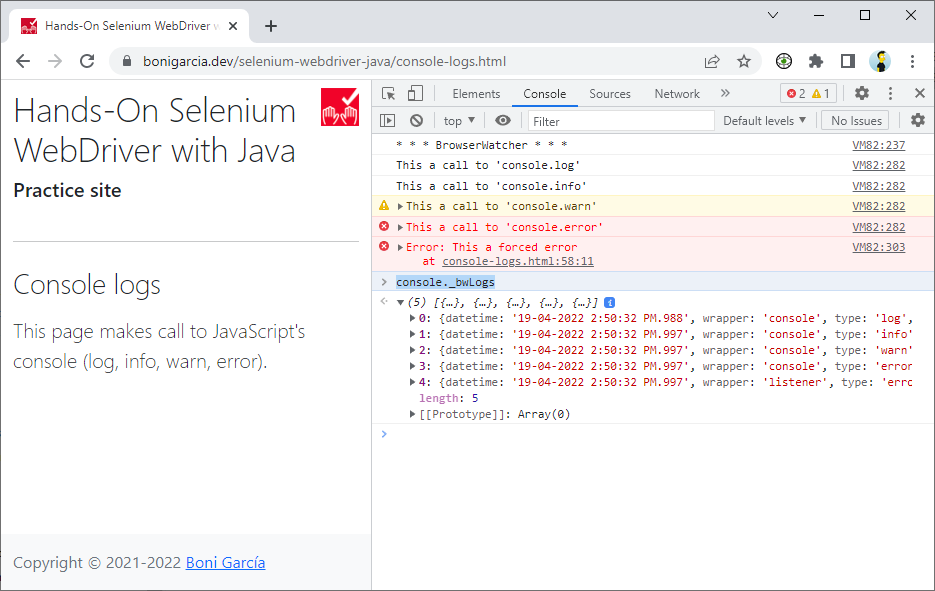 Hands-On Selenium WebDriver w
bonigarcia.dev/selenium-webdriver-java/console-logs.html
Hands-On Selenium
WebDriver with Java
Practice site
Console logs
This page makes call to JavaScript's
console (log, info, warn, error).
Copyright © 2021-2022 Boni García
Elements Console Sources Network » 2 1
top Filter Default levels No Issues
* * * BrowserWatcher * * * VM82:237
This a call to 'console.log' VM82:282
This a call to 'console.info' VM82:282
This a call to 'console.warn' VM82:282
This a call to 'console.error' VM82:282
Error: This a forced error VM82:303
at console-logs.html:58:11
console._bwLogs
(5) [{…}, {…}, {…}, {…}, {…}]
0: {datetime: '19-04-2022 2:50:32 PM.988', wrapper: 'console', type: 'log',
1: {datetime: '19-04-2022 2:50:32 PM.997', wrapper: 'console', type: 'info'
2: {datetime: '19-04-2022 2:50:32 PM.997', wrapper: 'console', type: 'warn'
3: {datetime: '19-04-2022 2:50:32 PM.997', wrapper: 'console', type: 'error
4: {datetime: '19-04-2022 2:50:32 PM.997', wrapper: 'listener', type: 'errc
length: 5
[[Prototype]]: Array(0)